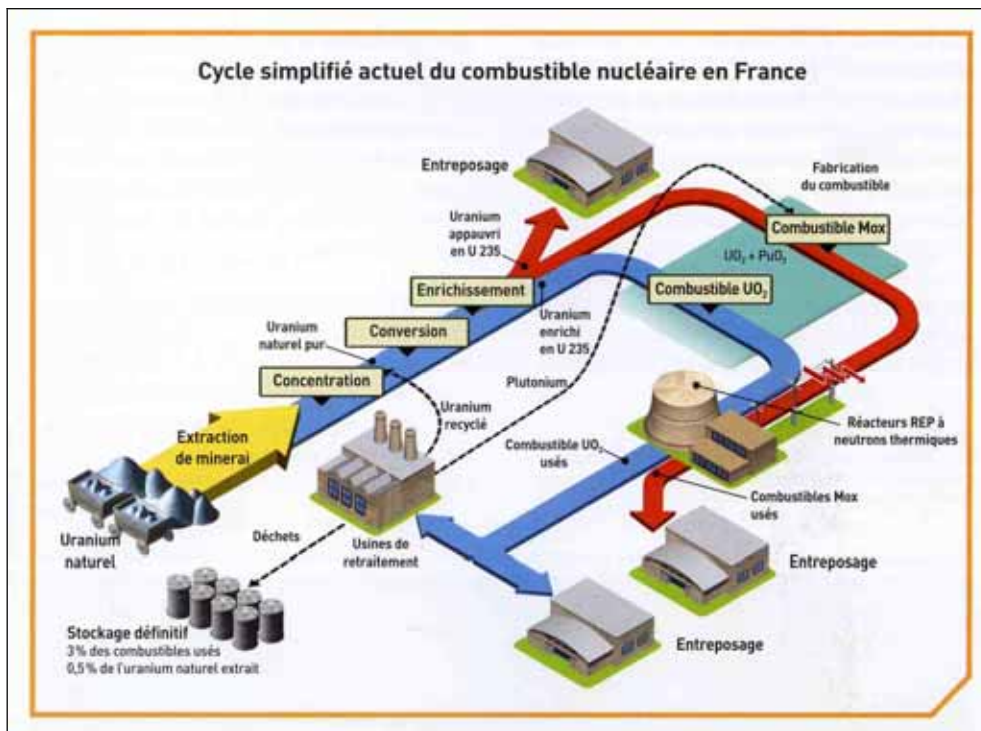 Cycle simplifié actuel du combustible nucléaire en France
Entreposage
Fabrication
du combustible
Uranium
appauvri
en U 235
Combustible Mox
UO₂ + PuO₂
Enrichissement
Combustible UO₂
Uranium
naturel pur
Conversion
Uranium
enrichi
en U 235
Concentration
Plutonium
Uranium
recyclé
Extraction
de minerai
Réacteurs REP à
neutrons thermiques
Combustible UO₂
usés
Combustibles Mox
usés
Uranium
naturel
Déchets
Usines de
retraitement
Entreposage
Stockage définitif
3% des combustibles usés
0,5% de l'uranium naturel extrait
Entreposage